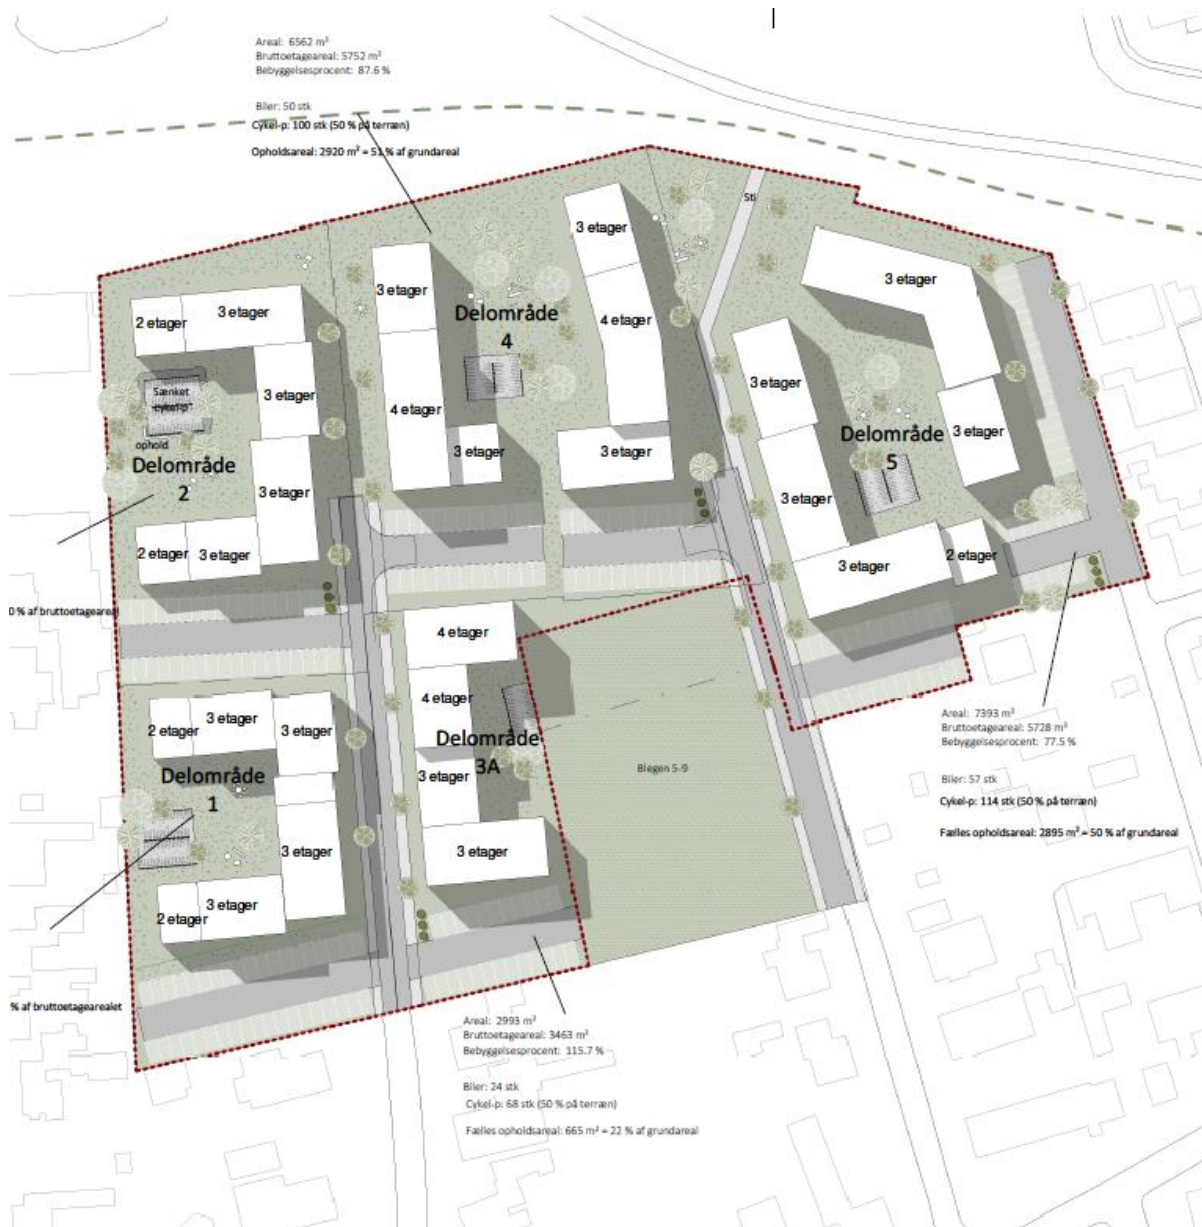 Areal: 6562 m²
Bruttoetageareal: 5752 m²
Bebyggelsesprocent: 87.6 %
Biler: 50 stk
Cykel-p: 100 stk (50 % på terræn)
Opholdsareal: 2920 m² = 51 % af grundareal
Sti
3 etager
3 etager
3 etager
3 etager
2 etager
3 etager
Delområde
4
4 etager
3 etager
Sænket
cykel-p
3 etager
4 etager
ophold
Delområde
2
3 etager
3 etager
Delområde
5
3 etager
3 etager
3 etager
2 etager
3 etager
3 etager
2 etager
0 % af bruttoetageareal
4 etager
4 etager
2 etager
3 etager
3 etager
Delområde
3A
Delområde
1
3 etager
Blegen 5-9
3 etager
3 etager
2 etager
3 etager
Areal: 7393 m²
Bruttoetageareal: 5728 m²
Bebyggelsesprocent: 77.5 %
Biler: 57 stk
Cykel-p: 114 stk (50 % på terræn)
Fælles opholdsareal: 2895 m² = 50 % af grundareal
% af bruttoetagearealet
Areal: 2993 m²
Bruttoetageareal: 3463 m²
Bebyggelsesprocent: 115.7 %
Biler: 24 stk
Cykel-p: 68 stk (50 % på terræn)
Fælles opholdsareal: 665 m² = 22 % af grundareal